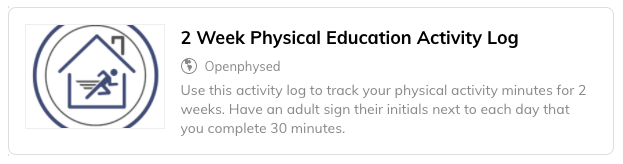 2 Week Physical Education Activity Log
Openphysed
Use this activity log to track your physical activity minutes for 2
weeks. Have an adult sign their initials next to each day that
you complete 30 minutes.